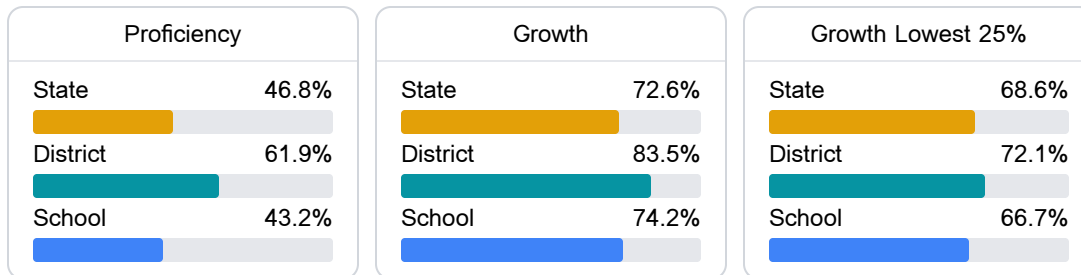 Proficiency
State 46.8%
District 61.9%
School 43.2%
Growth
State 72.6%
District 83.5%
School 74.2%
Growth Lowest 25%
State 68.6%
District 72.1%
School 66.7%